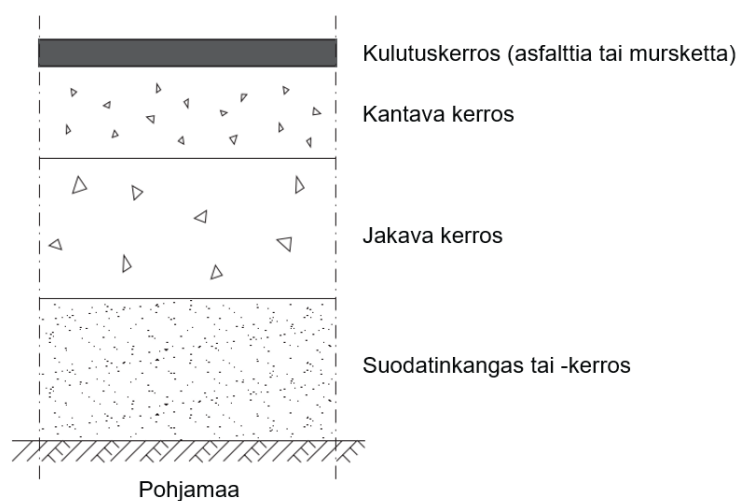 Kulutuskerros (asfalttia tai mursketta)
Kantava kerros
Jakava kerros
Suodatinkangas tai -kerros
Pohjamaa